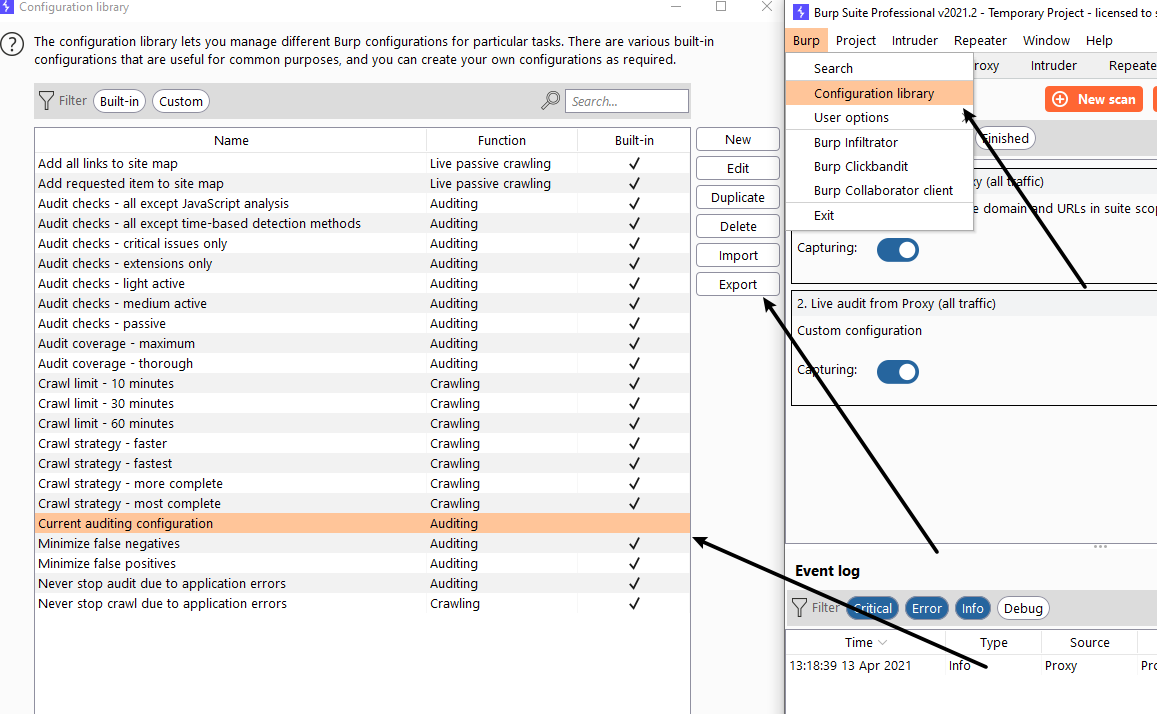 Configuration library
The configuration library lets you manage different Burp configurations for particular tasks. There are various built-in
configurations that are useful for common purposes, and you can create your own configurations as required.
Filter Built-in Custom Search...
Name Function Built-in
Add all links to site map Live passive crawling
Add requested item to site map Live passive crawling
Audit checks - all except JavaScript analysis Auditing
Audit checks - all except time-based detection methods Auditing
Audit checks - critical issues only Auditing
Audit checks - extensions only Auditing
Audit checks - light active Auditing
Audit checks - medium active Auditing
Audit checks - passive Auditing
Audit coverage - maximum Auditing
Audit coverage - thorough Auditing
Crawl limit - 10 minutes Crawling
Crawl limit - 30 minutes Crawling
Crawl limit - 60 minutes Crawling
Crawl strategy - faster Crawling
Crawl strategy - fastest Crawling
Crawl strategy - more complete Crawling
Crawl strategy - most complete Crawling
Current auditing configuration Auditing
Minimize false negatives Auditing
Minimize false positives Auditing
Never stop audit due to application errors Auditing
Never stop crawl due to application errors Crawling
New
Edit
Duplicate
Delete
Import
Export
Burp Suite Professional v2021.2 - Temporary Project - licensed to
Burp Project Intruder Repeater Window Help
roxy Intruder Repeate
Search
Configuration library
User options
Burp Infiltrator
Burp Clickbandit
Burp Collaborator client
Exit
New scan
Finished
xy (all traffic)
e domain and URLs in suite scop
Capturing:
2. Live audit from Proxy (all traffic)
Custom configuration
Capturing:
Event log
Filter Critical Error Info Debug
Time Type Source
13:18:39 13 Apr 2021 Info Proxy Pro